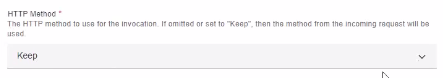 HTTP Method *
The HTTP method to use for the invocation. If omitted or set to "Keep", then the method from the incoming request will be
used.
Keep